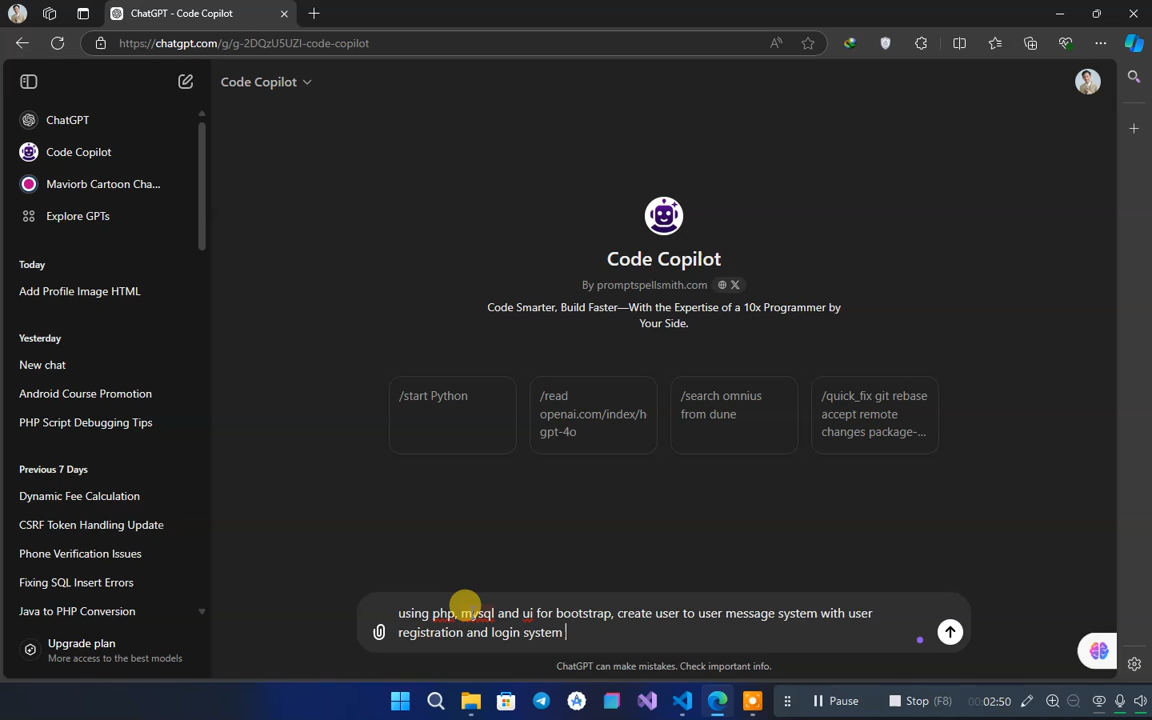 ChatGPT - Code Copilot
https://chatgpt.com/g/g-2DQzU5UZI-code-copilot
Code Copilot
ChatGPT
Code Copilot
Maviorb Cartoon Cha...
Explore GPTs
Today
Add Profile Image HTML
Yesterday
New chat
Android Course Promotion
PHP Script Debugging Tips
Previous 7 Days
Dynamic Fee Calculation
CSRF Token Handling Update
Phone Verification Issues
Fixing SQL Insert Errors
Java to PHP Conversion
Upgrade plan
More access to the best models
Code Copilot
By promptspellsmith.com
Code Smarter, Build Faster—With the Expertise of a 10x Programmer by
Your Side.
/start Python
/read
openai.com/index/h
gpt-4o
/search omnius
from dune
/quick_fix git rebase
accept remote
changes package-...
using php, mysql and ui for bootstrap, create user to user message system with user
registration and login system
ChatGPT can make mistakes. Check important info.
Pause
Stop (F8)
00:02:50